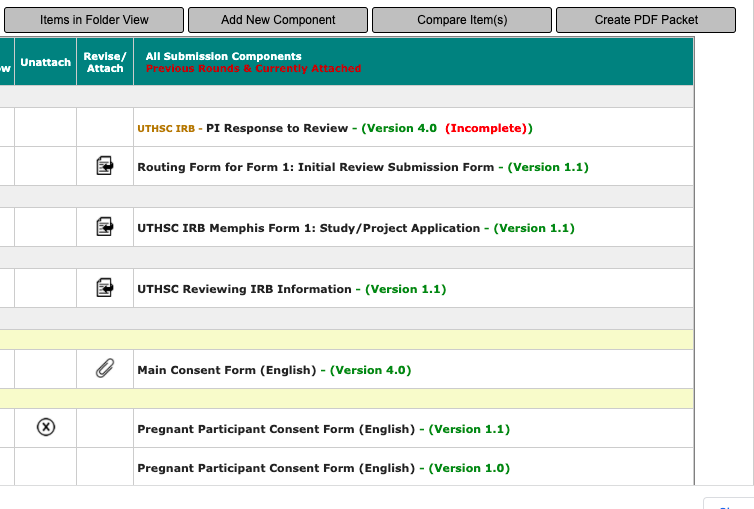 Items in Folder View
Add New Component
Compare Item(s)
Create PDF Packet
Unattach
Revise/
Attach
All Submission Components
Previous Rounds & Currently Attached
UTHSC IRB - PI Response to Review - (Version 4.0 (Incomplete))
Routing Form for Form 1: Initial Review Submission Form - (Version 1.1)
UTHSC IRB Memphis Form 1: Study/Project Application - (Version 1.1)
UTHSC Reviewing IRB Information - (Version 1.1)
Main Consent Form (English) - (Version 4.0)
Pregnant Participant Consent Form (English) - (Version 1.1)
Pregnant Participant Consent Form (English) - (Version 1.0)